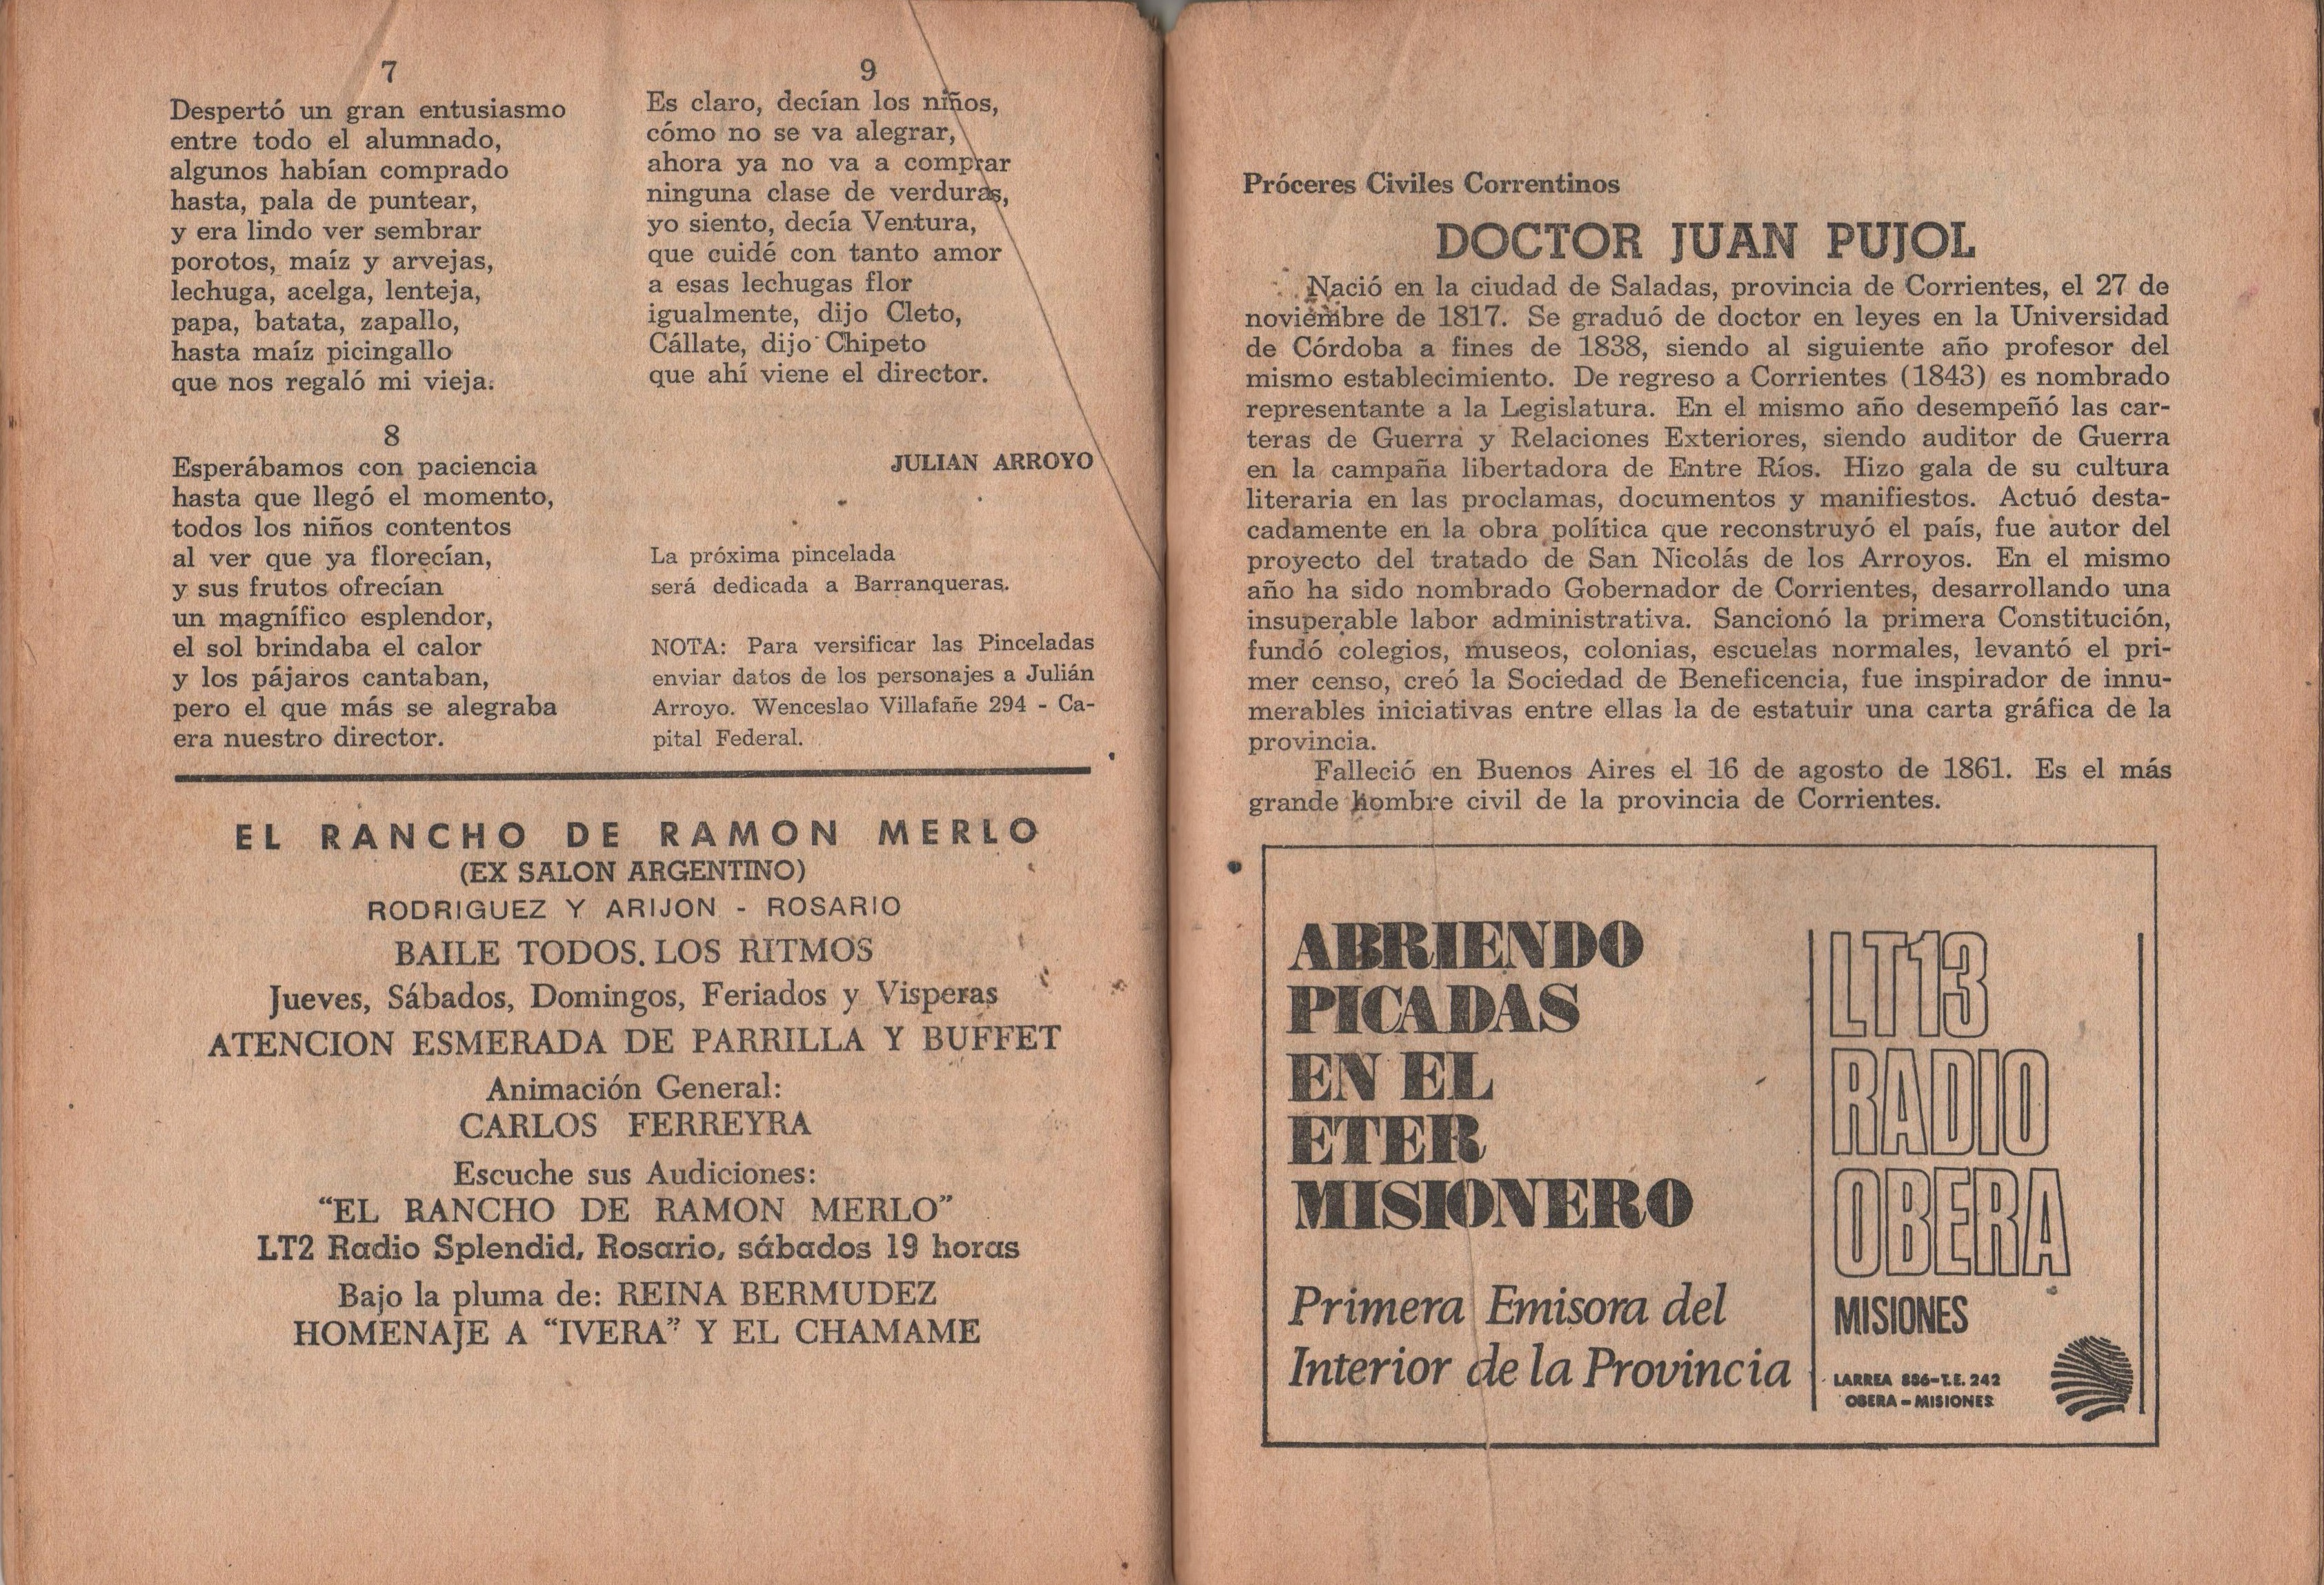 7
Despertó un gran entusiasmo
entre todo el alumnado,
algunos habían comprado
hasta, pala de puntear,
y era lindo ver sembrar
porotos, maíz y arvejas,
lechuga, acelga, lenteja,
papa, batata, zapallo,
hasta maíz picingallo
que nos regaló mi vieja.
8
Esperábamos con paciencia
hasta que llegó el momento,
todos los niños contentos
al ver que ya florecían,
y sus frutos ofrecían
un magnífico esplendor,
el sol brindaba el calor
y los pájaros cantaban,
pero el que más se alegraba
era nuestro director.
9
Es claro, decían los niños,
cómo no se va alegrar,
ahora ya no va a comprar
ninguna clase de verduras,
yo siento, decía Ventura,
que cuidé con tanto amor
a esas lechugas flor
igualmente, dijo Cleto,
Cállate, dijo Chipeto
que ahí viene el director.
JULIAN ARROYO
La próxima pincelada
será dedicada a Barranqueras.
NOTA: Para versificar las Pinceladas
enviar datos de los personajes a Julián
Arroyo. Wenceslao Villafañe 294 - Ca-
pital Federal.
EL RANCHO DE RAMON MERLO
(EX SALON ARGENTINO)
RODRIGUEZ Y ARIJON - ROSARIO
BAILE TODOS. LOS RITMOS
Jueves, Sábados, Domingos, Feriados y Visperas
ATENCION ESMERADA DE PARRILLA Y BUFFET
Animación General:
CARLOS FERREYRA
Escuche sus Audiciones:
“EL RANCHO DE RAMON MERLO”
LT2 Radio Splendid, Rosario, sábados 19 horas
Bajo la pluma de: REINA BERMUDEZ
HOMENAJE A “IVERA” Y EL CHAMAME
Próceres Civiles Correntinos
DOCTOR JUAN PUJOL
Nació en la ciudad de Saladas, provincia de Corrientes, el 27 de
noviembre de 1817. Se graduó de doctor en leyes en la Universidad
de Córdoba a fines de 1838, siendo al siguiente año profesor del
mismo establecimiento. De regreso a Corrientes (1843) es nombrado
representante a la Legislatura. En el mismo año desempeñó las car-
teras de Guerra y Relaciones Exteriores, siendo auditor de Guerra
en la campaña libertadora de Entre Ríos. Hizo gala de su cultura
literaria en las proclamas, documentos y manifiestos. Actuó desta-
cadamente en la obra política que reconstruyó el país, fue autor del
proyecto del tratado de San Nicolás de los Arroyos. En el mismo
año ha sido nombrado Gobernador de Corrientes, desarrollando una
insuperable labor administrativa. Sancionó la primera Constitución,
fundó colegios, museos, colonias, escuelas normales, levantó el pri-
mer censo, creó la Sociedad de Beneficencia, fue inspirador de innu-
merables iniciativas entre ellas la de estatuir una carta gráfica de la
provincia.
Falleció en Buenos Aires el 16 de agosto de 1861. Es el más
grande hombre civil de la provincia de Corrientes.
ABRIENDO
PICADAS
EN EL
ETER
MISIONERO
Primera Emisora del
Interior de la Provincia
LT13
RADIO
OBERA
MISIONES
LARREA 886-T.E. 242
OBERA - MISIONES